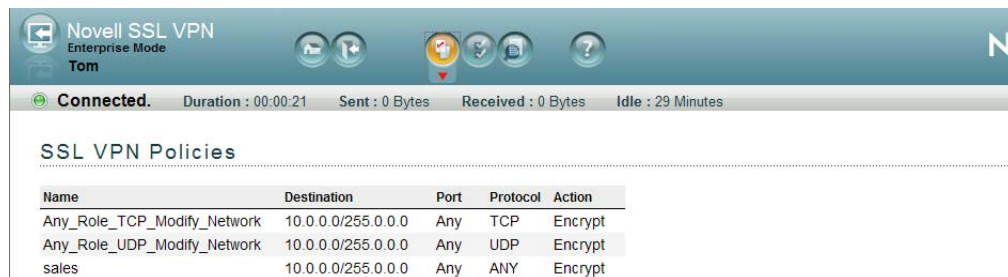 Novell SSL VPN
Enterprise Mode
Tom
?
N
Connected. Duration : 00:00:21 Sent : 0 Bytes Received : 0 Bytes Idle : 29 Minutes
SSL VPN Policies
Name Destination Port Protocol Action
Any_Role_TCP_Modify_Network 10.0.0.0/255.0.0.0 Any TCP Encrypt
Any_Role_UDP_Modify_Network 10.0.0.0/255.0.0.0 Any UDP Encrypt
sales 10.0.0.0/255.0.0.0 Any ANY Encrypt